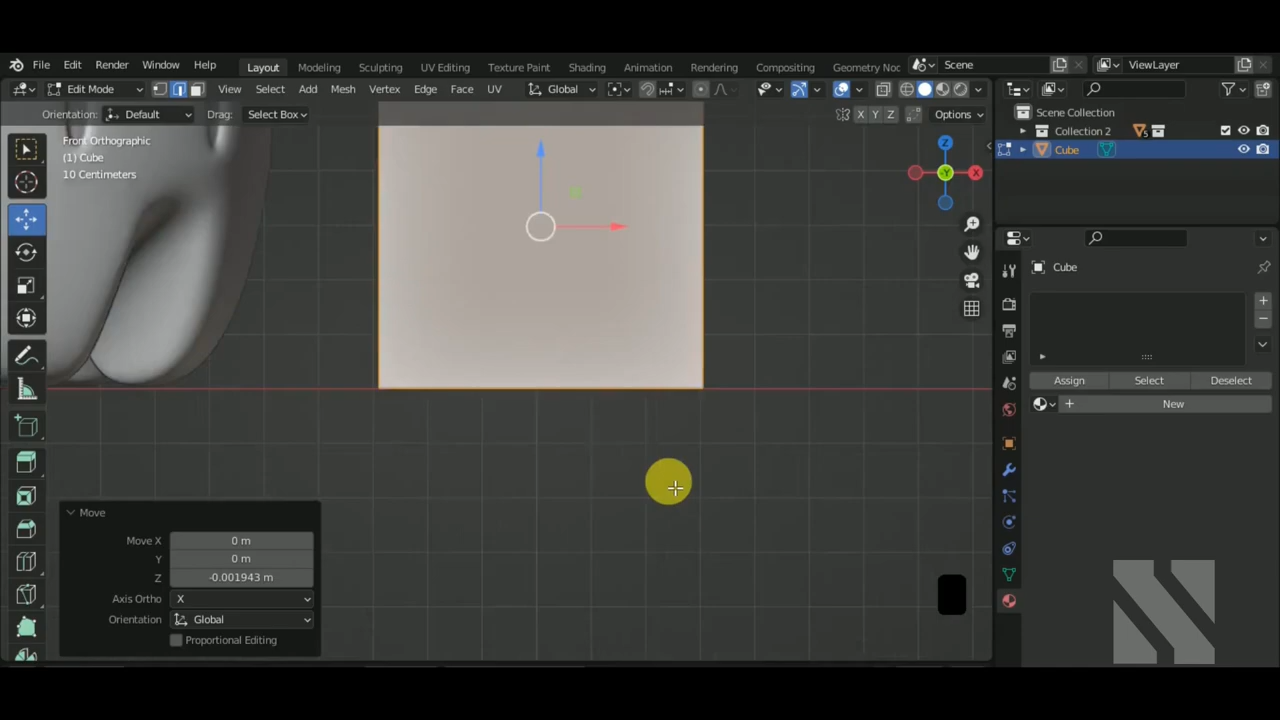 File Edit Render Window Help Layout Modeling Sculpting UV Editing Texture Paint Shading Animation Rendering Compositing Geometry Noc Scene ViewLayer
Edit Mode View Select Add Mesh Vertex Edge Face UV Global
Orientation: Default Drag: Select Box X Y Z Options
Front Orthographic
(1) Cube
10 Centimeters
Z
-Y X
Scene Collection
Collection 2 5
Cube
Cube
Assign Select Deselect
New
Move
Move X 0 m
Y 0 m
Z -0.001943 m
Axis Ortho X
Orientation Global
Proportional Editing